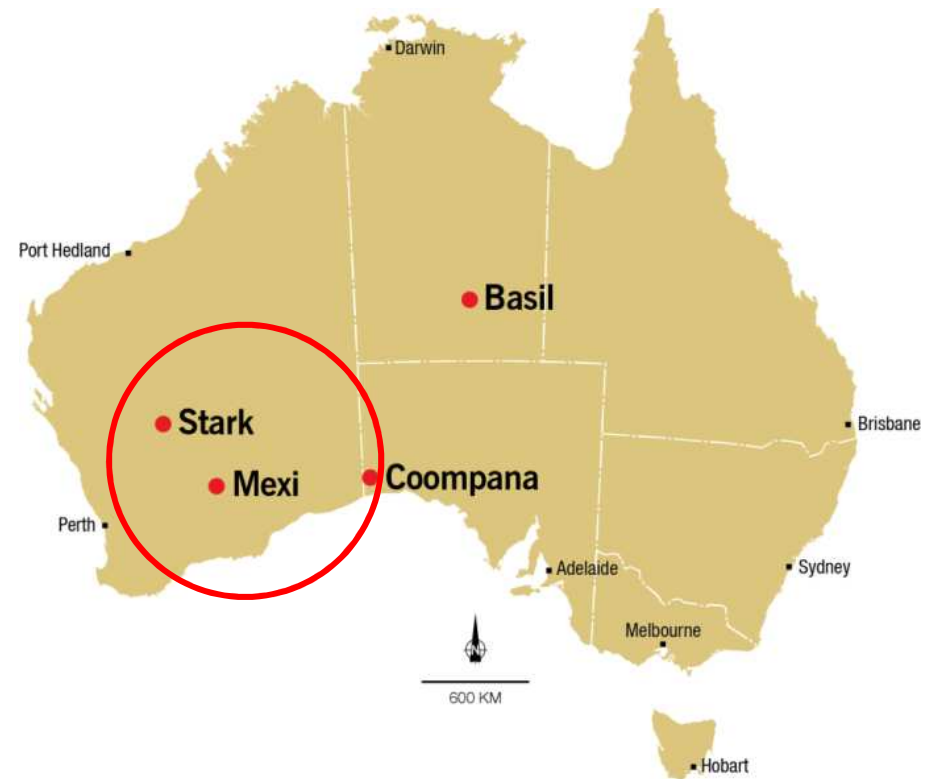 Darwin
Port Hedland
Basil
Stark
Brisbane
Coompana
Mexi
Perth
Adelaide
Sydney
Melbourne
N
600 KM
Hobart